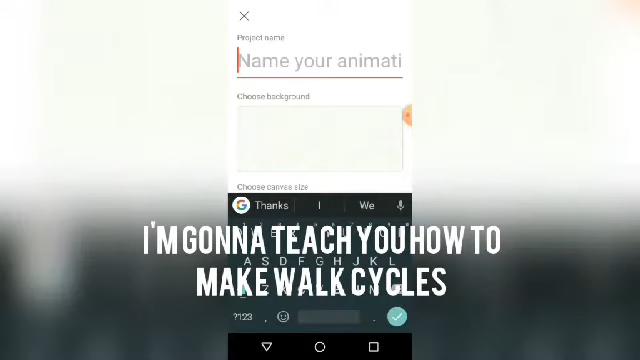 Project name
Name your animati
Choose background
Choose canvas size
Thanks
I
We
I'M GONNA TEACH YOU HOW TO
MAKE WALK CYCLES
A S D F G H J K L
?123 , .